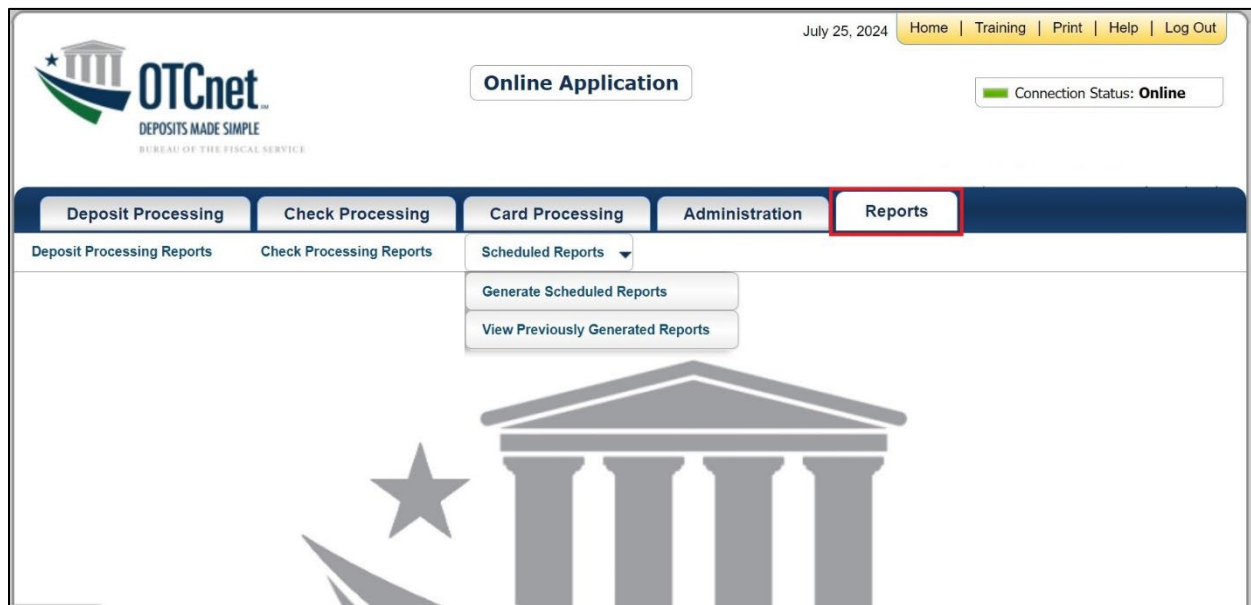 July 25, 2024 Home | Training | Print | Help | Log Out
OTCnet
DEPOSITS MADE SIMPLE
BUREAU OF THE FISCAL SERVICE
Online Application
Connection Status: Online
Deposit Processing Check Processing Card Processing Administration Reports
Deposit Processing Reports Check Processing Reports Scheduled Reports
Generate Scheduled Reports
View Previously Generated Reports